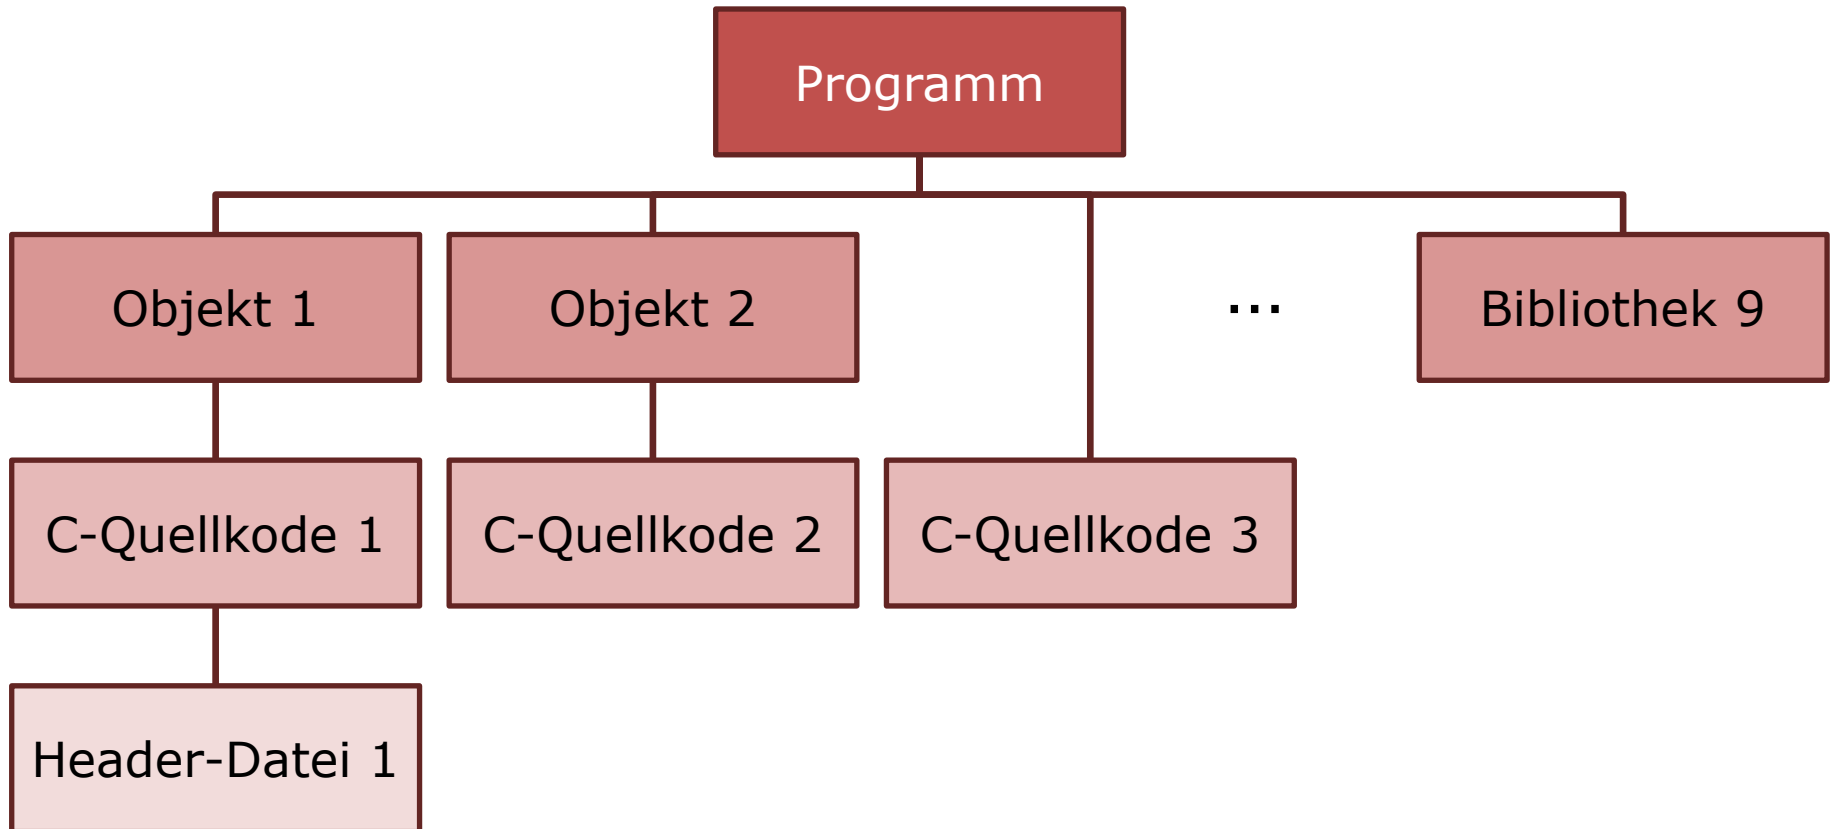 Programm
Objekt 1
Objekt 2
...
Bibliothek 9
C-Quellkode 1
C-Quellkode 2
C-Quellkode 3
Header-Datei 1